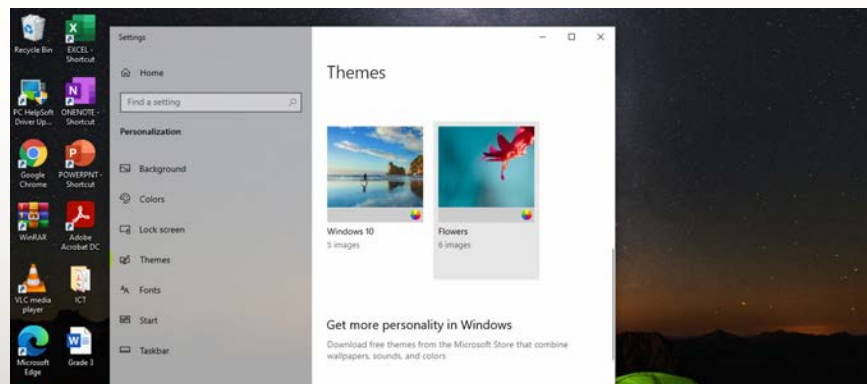 Recycle Bin
EXCEL -
Shortcut
PC HelpSoft
Driver Up...
ONENOTE -
Shortcut
Google
Chrome
POWERPNT -
Shortcut
WinRAR
Adobe
Acrobat DC
VLC media
player
ICT
Microsoft
Edge
Grade 3
Settings
Home
Find a setting
Personalization
Background
Colors
Lock screen
Themes
Fonts
Start
Taskbar
Themes
Windows 10
5 images
Flowers
6 images
Get more personality in Windows
Download free themes from the Microsoft Store that combine
wallpapers, sounds, and colors